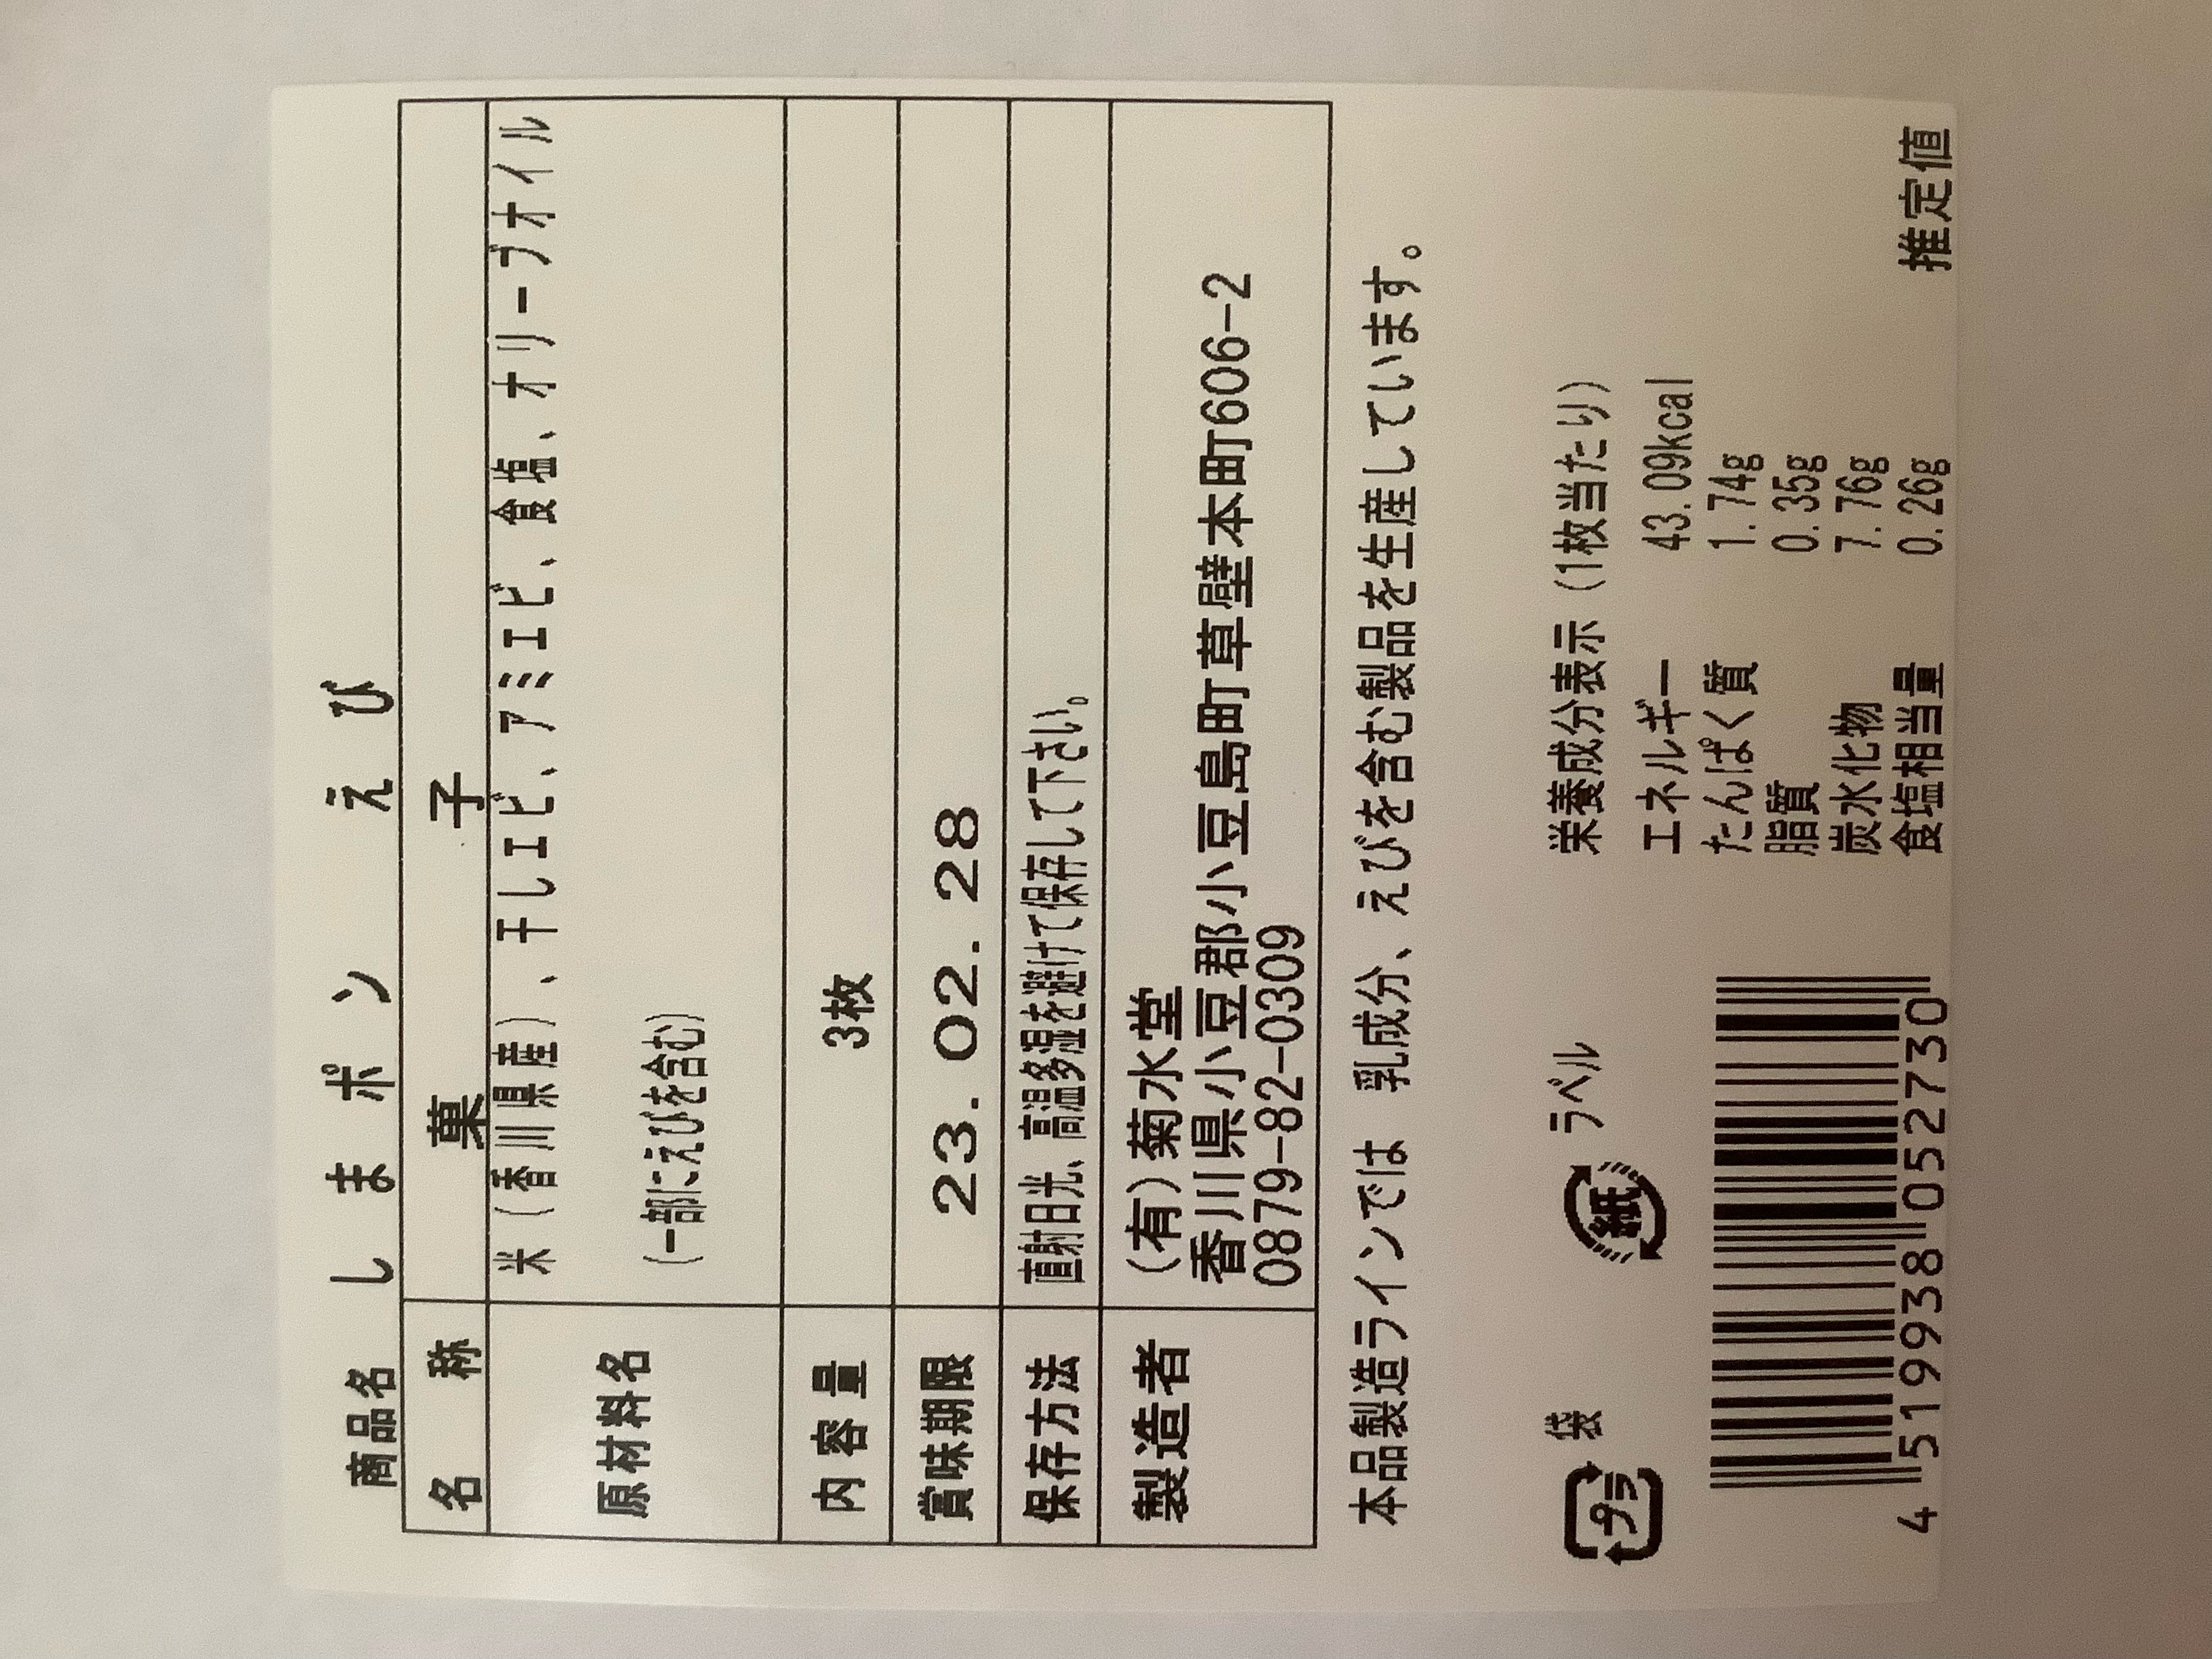 商品名 しまポン えび
名称 菓子
原材料名 米（香川県産）、干しエビ、アミエビ、食塩、オリーブオイル
（一部にえびを含む）
内容量 3枚
賞味期限 23. 02. 28
保存方法 直射日光、高温多湿を避けて保存して下さい。
製造者 （有）菊水堂
香川県小豆郡小豆島町草壁本町606-2
0879-82-0309
本品製造ラインでは 乳成分、えびを含む製品を生産しています。
プラ 袋 紙 ラベル
栄養成分表示（1枚当たり）
エネルギー 43.09kcal
たんぱく質 1.74g
脂質 0.35g
炭水化物 7.76g
食塩相当量 0.26g
推定値
4 519938 052730